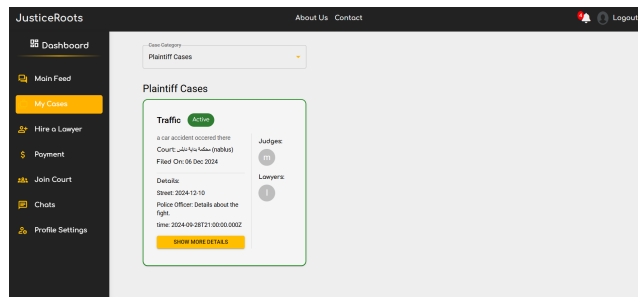 JusticeRoots
About Us Contact
Logout
Dashboard
Main Feed
My Cases
Hire a Lawyer
Payment
Join Court
Chats
Profile Settings
Case Category
Plaintiff Cases
Plaintiff Cases
Traffic Active
a car accident occered there
Court: محكمة بداية نابلس (nablus)
Filed On: 06 Dec 2024
Details:
Street: 2024-12-10
Police Officer: Details about the
fight.
time: 2024-09-28T21:00:00.000Z
SHOW MORE DETAILS
Judges:
m
Lawyers:
l